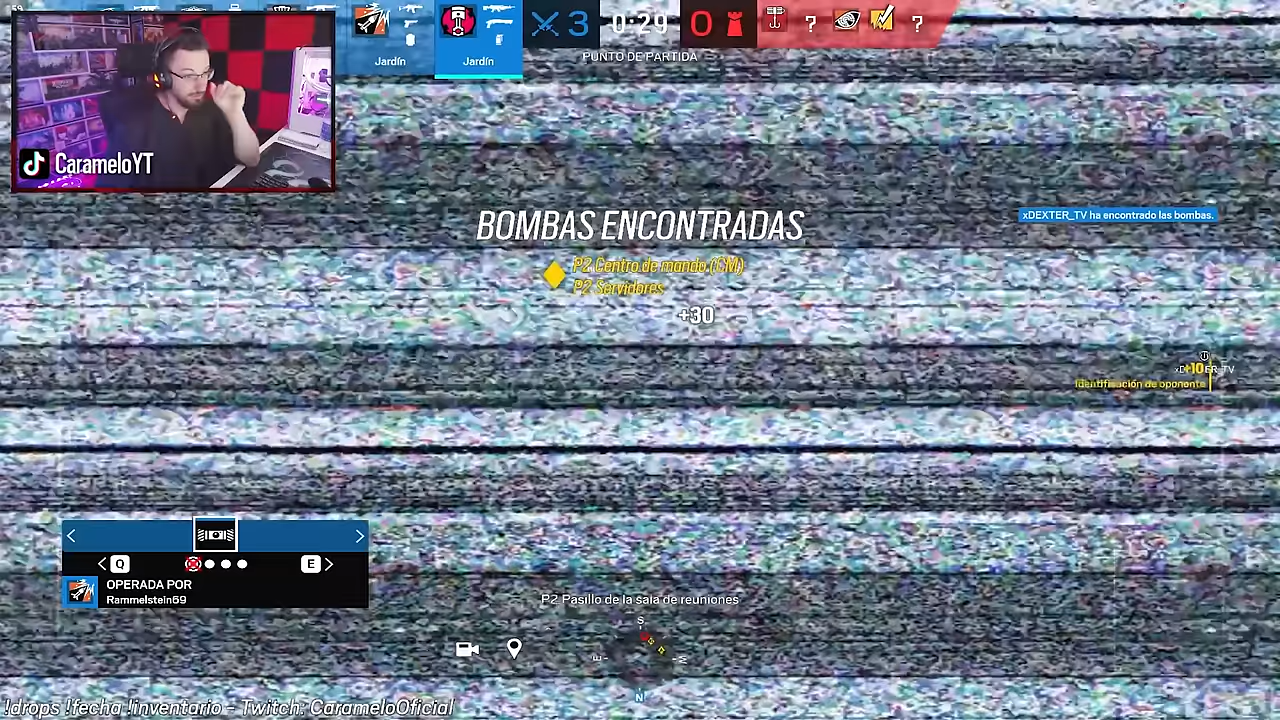 Jardín
Jardín
3
0:29
0
?
?
PUNTO DE PARTIDA
CarameloYT
BOMBAS ENCONTRADAS
xDEXTER_TV ha encontrado las bombas.
P2 Centro de mando (CM)
P2 Servidores
+30
+10
Identificación de oponente
Q
E
OPERADA POR
Rammelstein69
P2 Pasillo de la sala de reuniones
S
N
!drops !fecha !inventario - Twitch: CarameloOficial